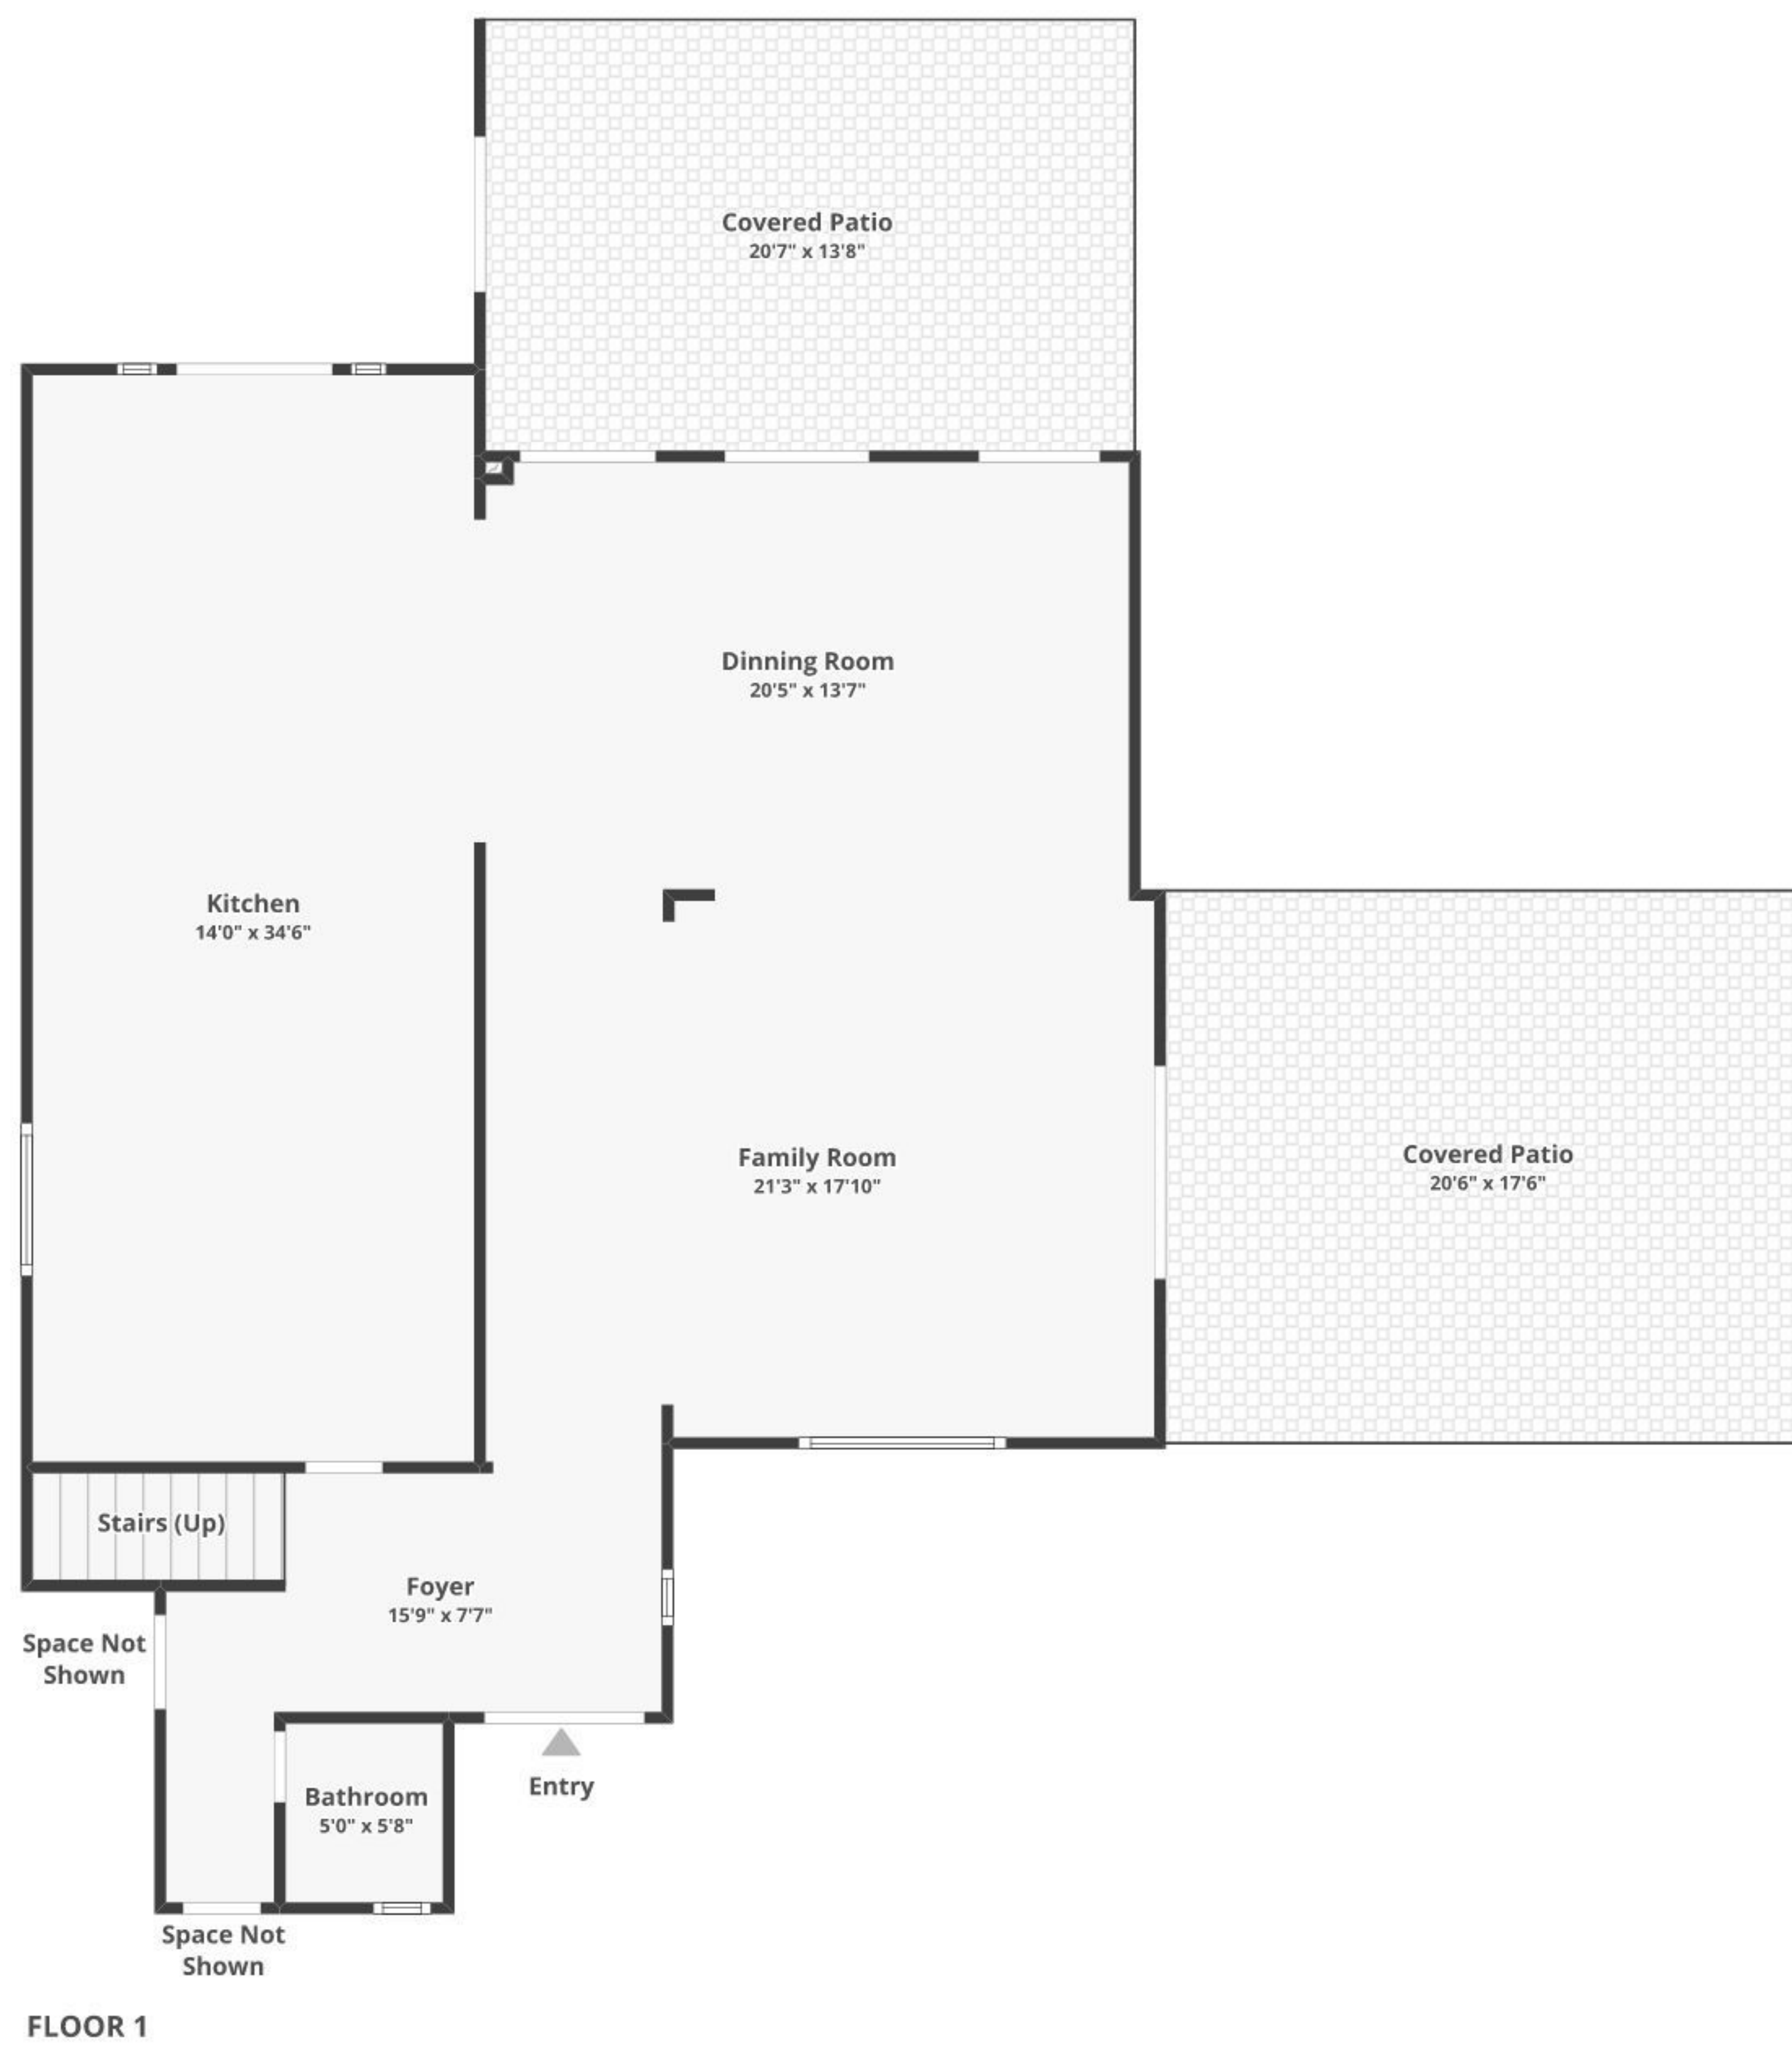 Covered Patio
20'7" x 13'8"
Dinning Room
20'5" x 13'7"
Kitchen
14'0" x 34'6"
Family Room
21'3" x 17'10"
Covered Patio
20'6" x 17'6"
Stairs (Up)
Foyer
15'9" x 7'7"
Space Not
Shown
Entry
Bathroom
5'0" x 5'8"
Space Not
Shown
FLOOR 1